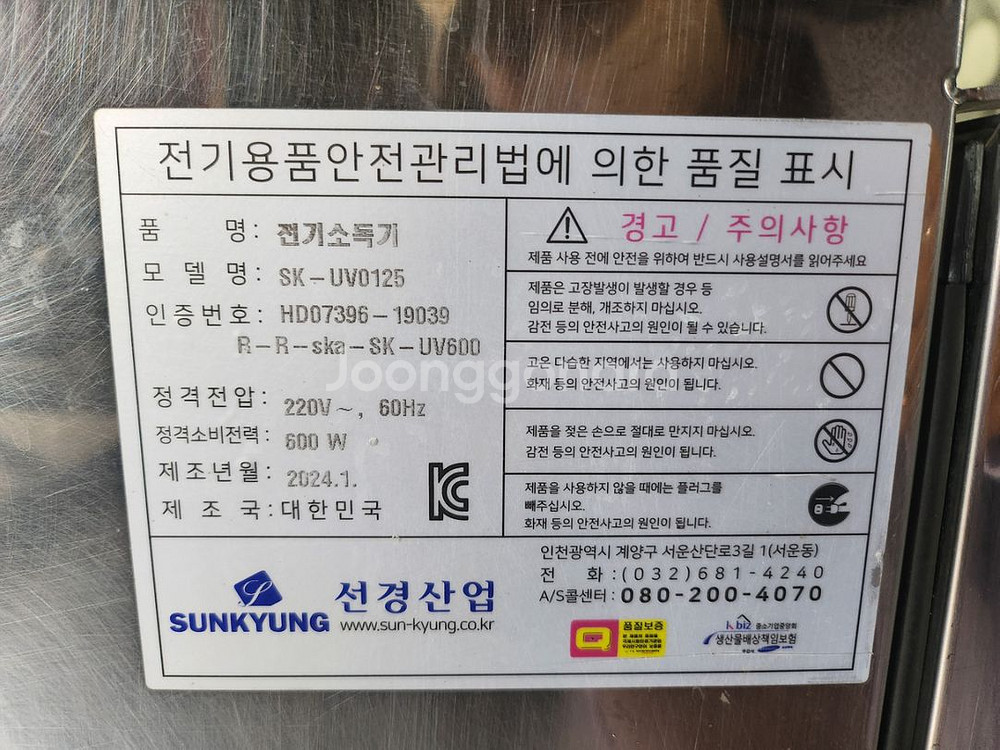 전기용품안전관리법에 의한 품질 표시
품 명: 전기소독기
모 델 명: SK-UV0125
인증번호: HD07396-19039
R-R-ska-SK-UV600
정격전압: 220V~, 60Hz
정격소비전력: 600 W
제조년월: 2024.1.
제 조 국: 대한민국
경고 / 주의사항
제품 사용 전에 안전을 위하여 반드시 사용설명서를 읽어주세요
제품은 고장발생이 발생할 경우 등
임의로 분해, 개조하지 마십시오.
감전 등의 안전사고의 원인이 될 수 있습니다.
고온 다습한 지역에서는 사용하지 마십시오.
화재 등의 안전사고의 원인이 됩니다.
제품을 젖은 손으로 절대로 만지지 마십시오.
감전 등의 안전사고의 원인이 됩니다.
제품을 사용하지 않을 때에는 플러그를
빼주십시오.
화재 등의 안전사고의 원인이 됩니다.
SUNKYUNG
선경산업
www.sun-kyung.co.kr
인천광역시 계양구 서운산단로3길 1(서운동)
전 화:(032)681-4240
A/S콜센터: 080-200-4070
품질보증
kbiz 중소기업중앙회
생산물배상책임보험